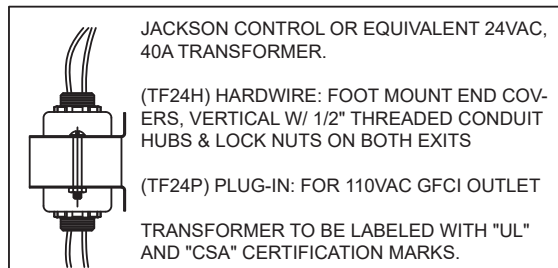 JACKSON CONTROL OR EQUIVALENT 24VAC,
40A TRANSFORMER.
(TF24H) HARDWIRE: FOOT MOUNT END COV-
ERS, VERTICAL W/ 1/2" THREADED CONDUIT
HUBS & LOCK NUTS ON BOTH EXITS
(TF24P) PLUG-IN: FOR 110VAC GFCI OUTLET
TRANSFORMER TO BE LABELED WITH "UL"
AND "CSA" CERTIFICATION MARKS.